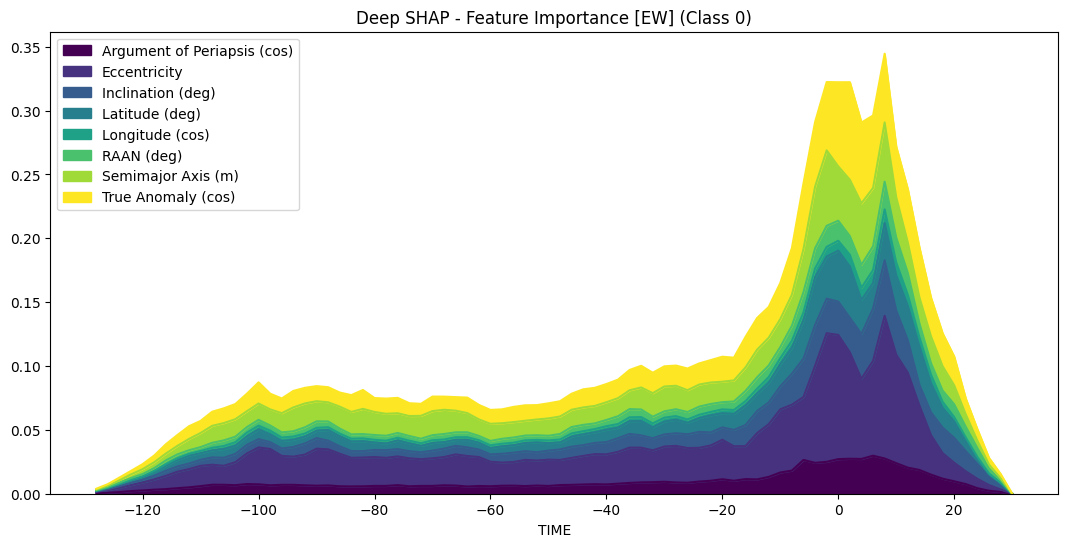 Deep SHAP - Feature Importance [EW] (Class 0)
0.35
0.30
0.25
0.20
0.15
0.10
0.05
0.00
Argument of Periapsis (cos)
Eccentricity
Inclination (deg)
Latitude (deg)
Longitude (cos)
RAAN (deg)
Semimajor Axis (m)
True Anomaly (cos)
−120 −100 −80 −60 −40 −20 0 20
TIME